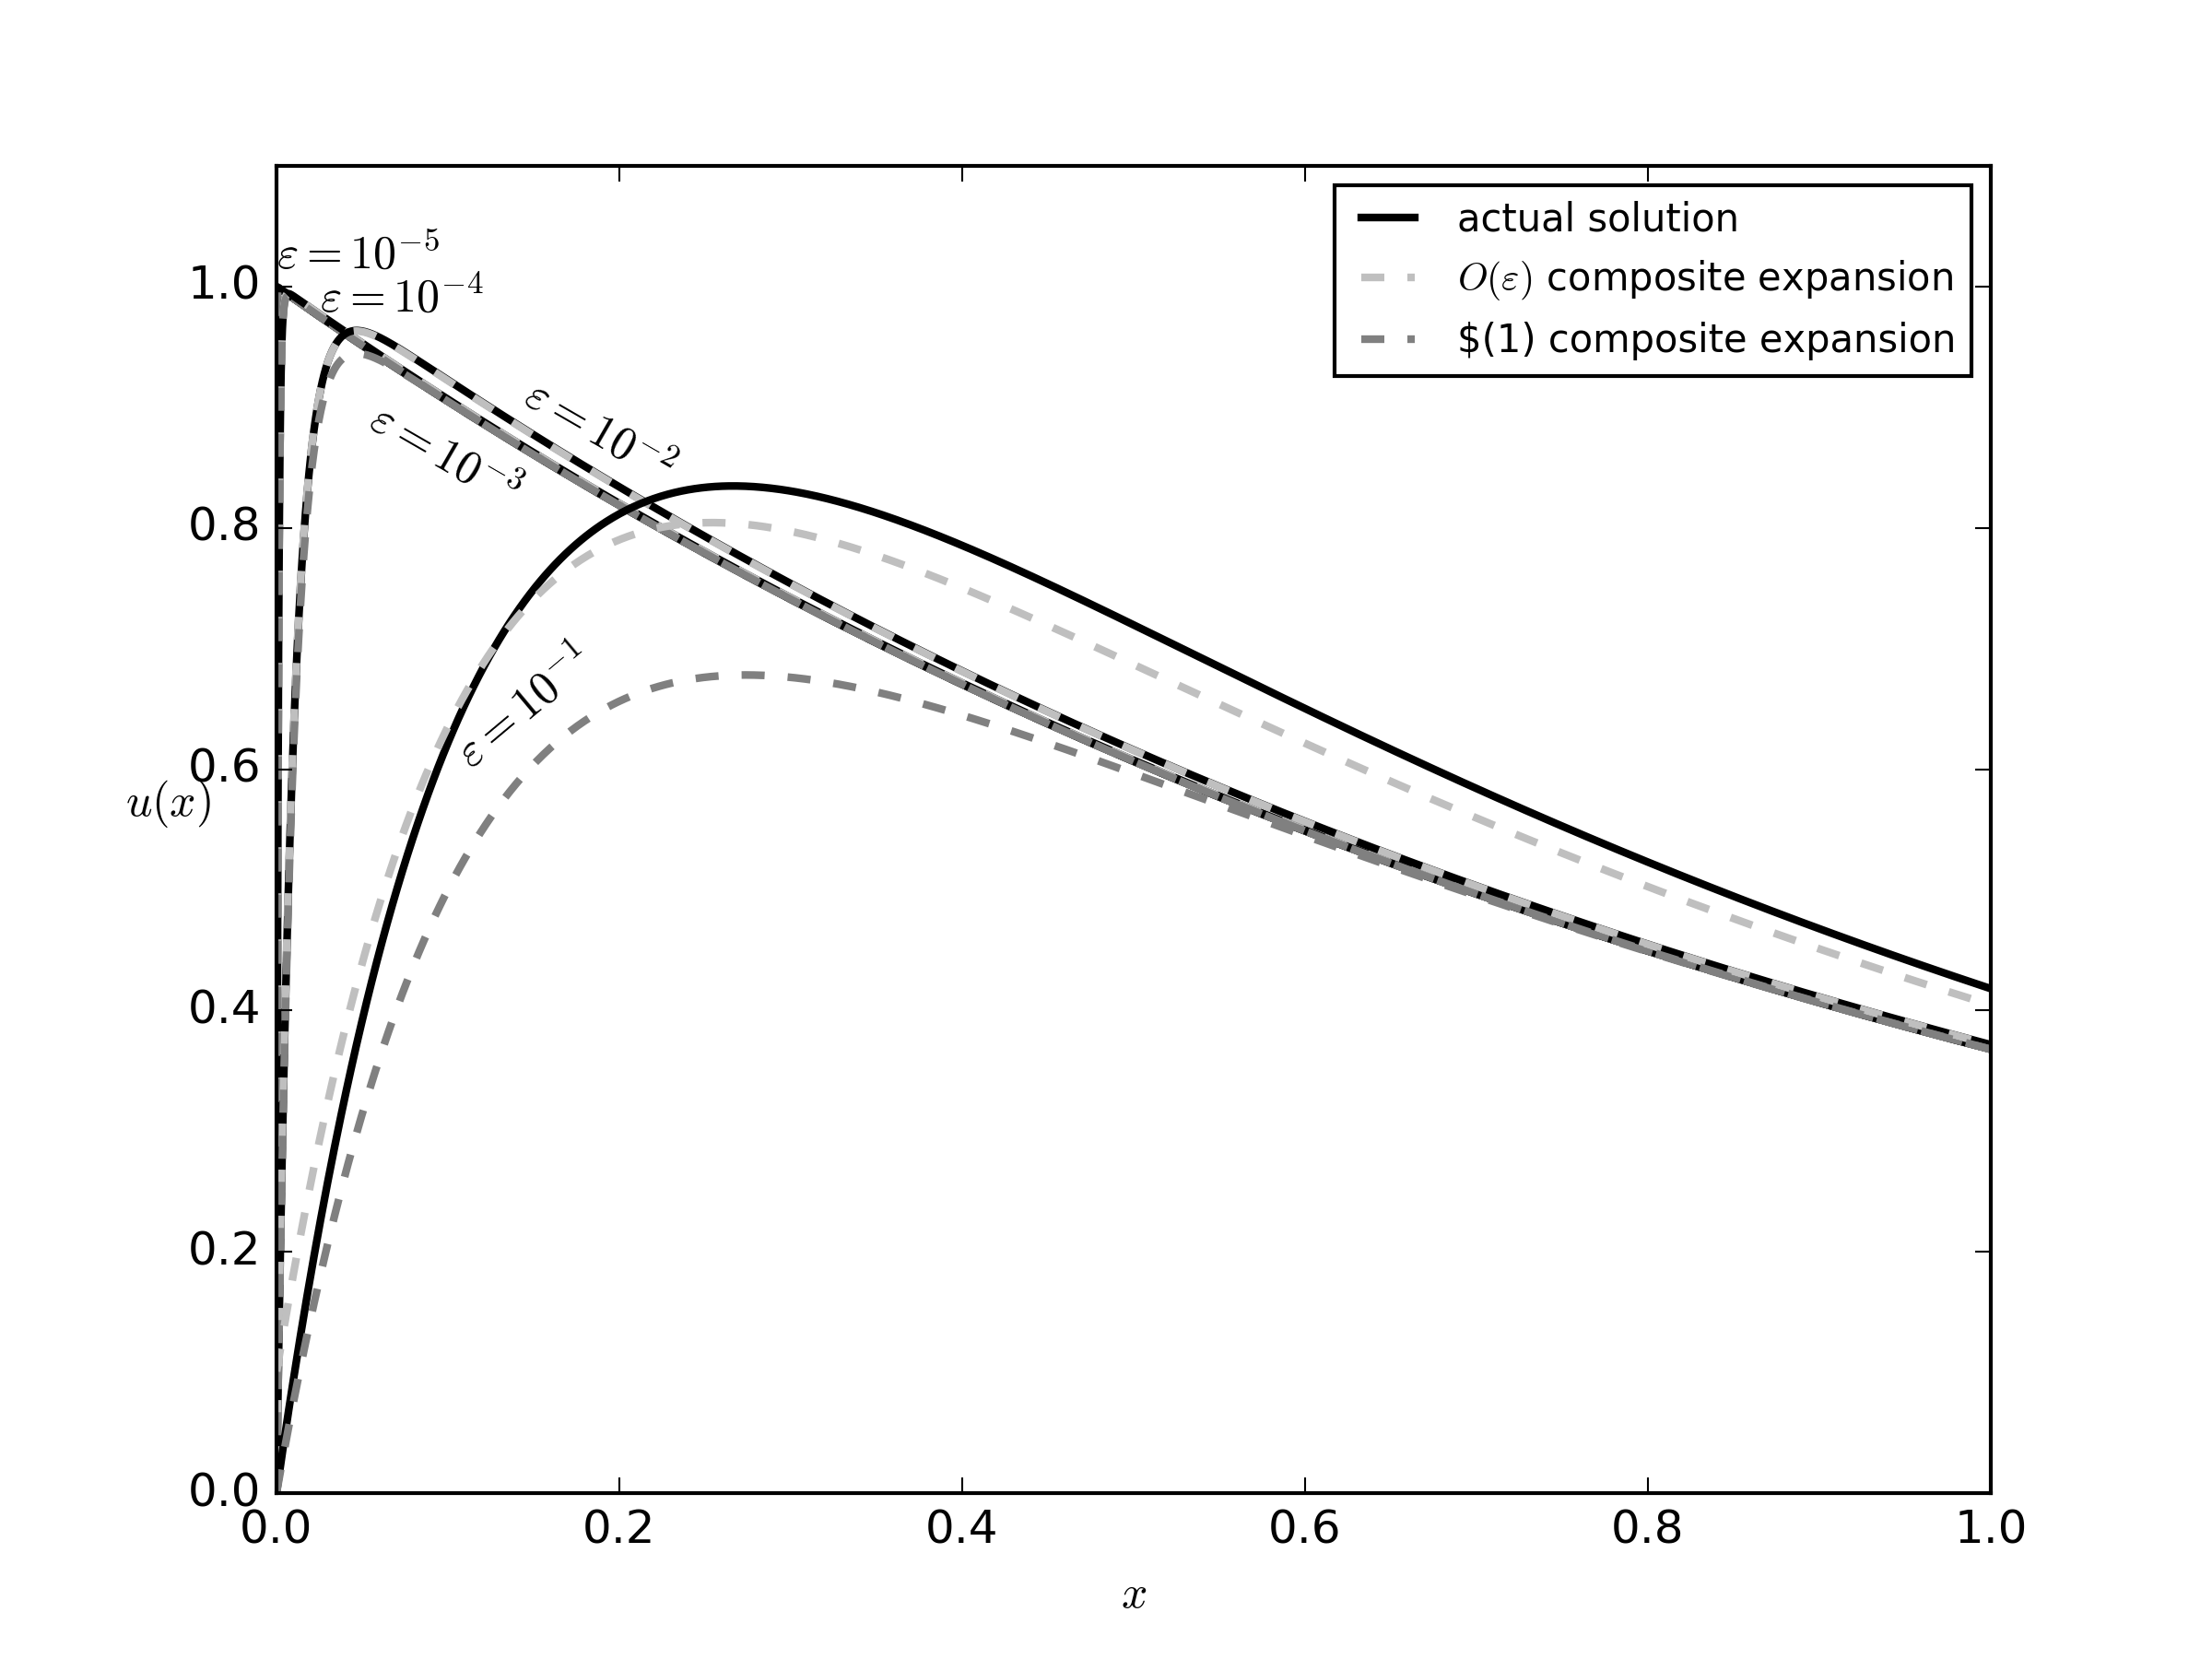 ε = 10⁻⁵
ε = 10⁻⁴
ε = 10⁻²
ε = 10⁻³
ε = 10⁻¹
actual solution
O(ε) composite expansion
$(1) composite expansion
1.0
0.8
0.6
0.4
0.2
0.0
u(x)
0.0 0.2 0.4 0.6 0.8 1.0
x